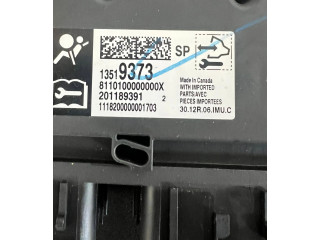 SP
13519373
8110100000000X
201189391 2
1118200000001703
Made in Canada
WITH IMPORTED
PARTS/AVEC
PIECES IMPORTEES
30.12R.06.IMU.C